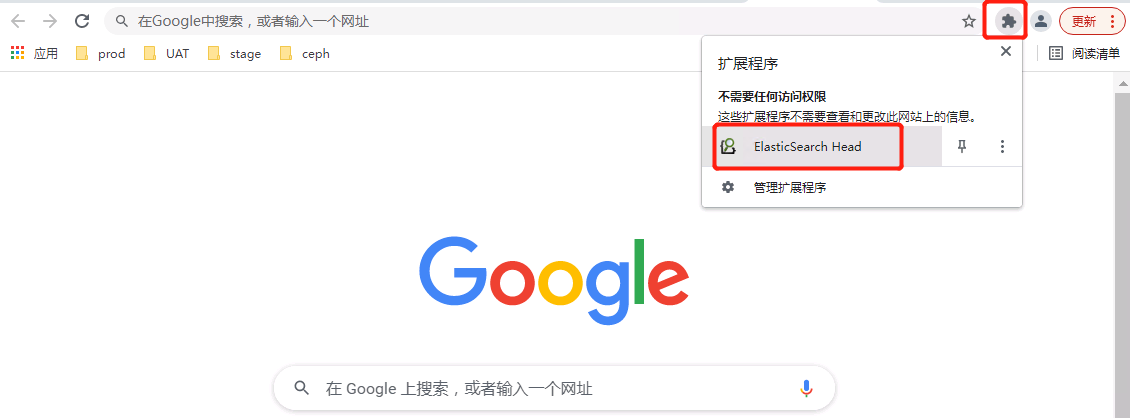 在Google中搜索，或者输入一个网址
更新
应用 prod UAT stage ceph
阅读清单
扩展程序
不需要任何访问权限
这些扩展程序不需要查看和更改此网站上的信息。
ElasticSearch Head
管理扩展程序
Google
在 Google 上搜索，或者输入一个网址